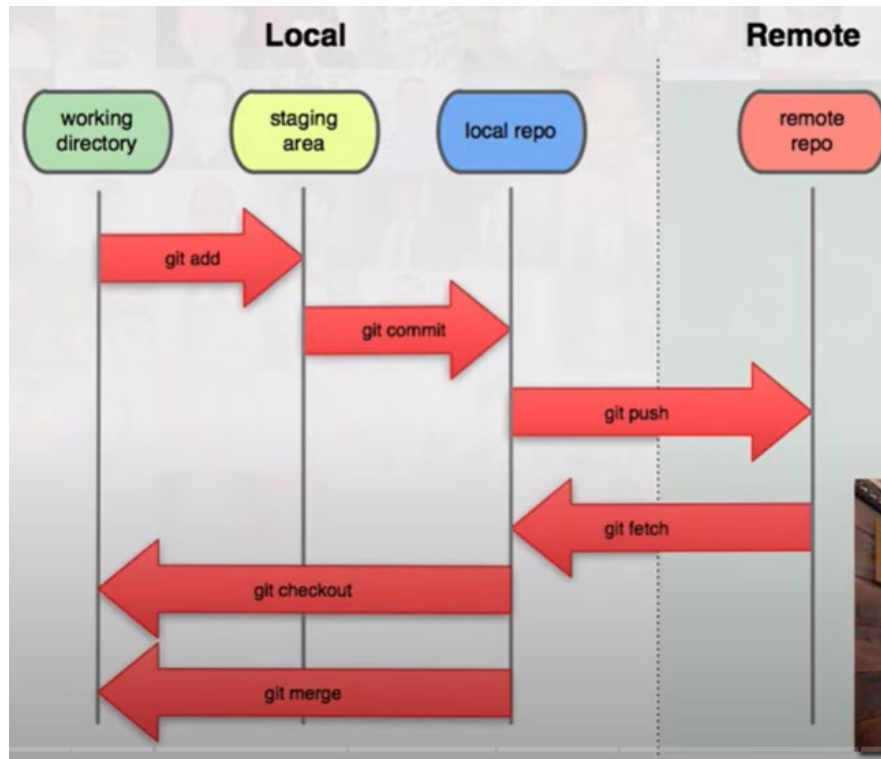 Local
Remote
working
directory
staging
area
local repo
remote
repo
git add
git commit
git push
git fetch
git checkout
git merge